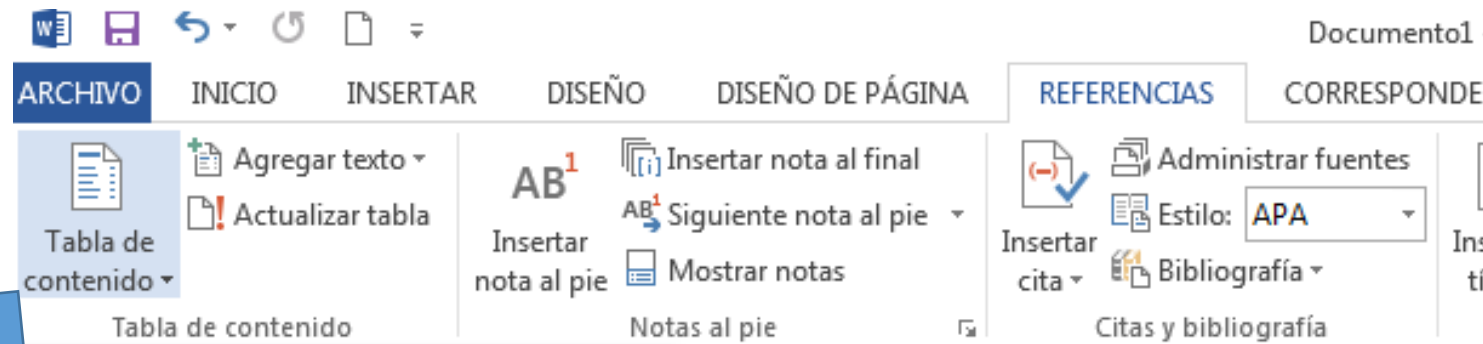 Documento1
ARCHIVO INICIO INSERTAR DISEÑO DISEÑO DE PÁGINA REFERENCIAS CORRESPONDE
Tabla de contenido
Agregar texto
Actualizar tabla
Tabla de contenido
AB1
Insertar nota al pie
Insertar nota al final
AB1 Siguiente nota al pie
Mostrar notas
Notas al pie
Insertar cita
Administrar fuentes
Estilo: APA
Bibliografía
Citas y bibliografía